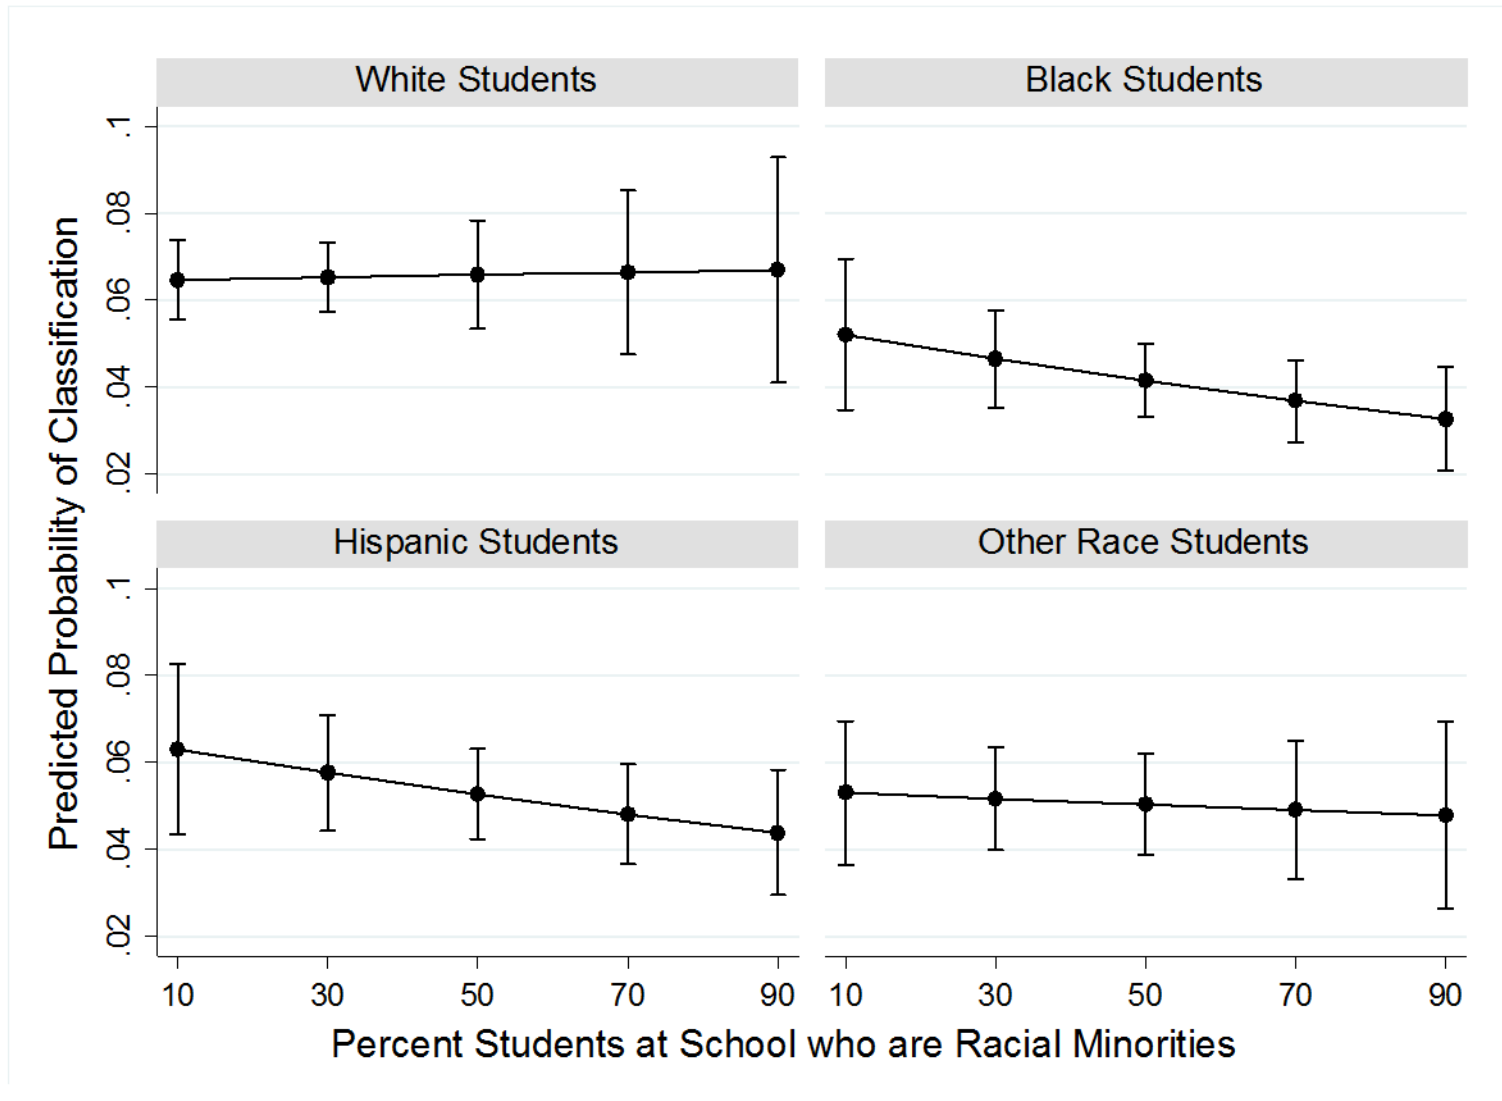 White Students
Black Students
.1
.08
.06
.04
.02
Hispanic Students
Other Race Students
.1
.08
.06
.04
.02
Predicted Probability of Classification
10 30 50 70 90 10 30 50 70 90
Percent Students at School who are Racial Minorities